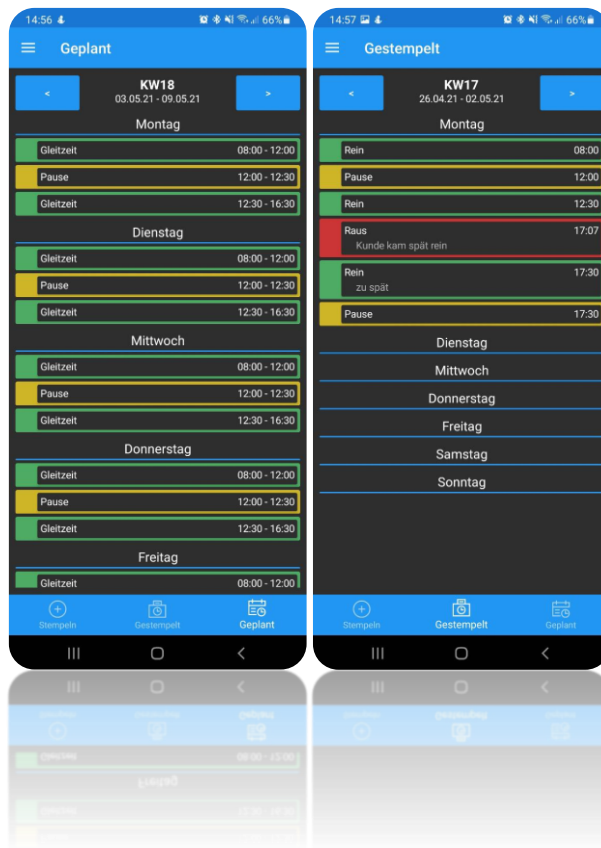 14:56
66%
Geplant
<
KW18
03.05.21 - 09.05.21
>
Montag
Gleitzeit 08:00 - 12:00
Pause 12:00 - 12:30
Gleitzeit 12:30 - 16:30
Dienstag
Gleitzeit 08:00 - 12:00
Pause 12:00 - 12:30
Gleitzeit 12:30 - 16:30
Mittwoch
Gleitzeit 08:00 - 12:00
Pause 12:00 - 12:30
Gleitzeit 12:30 - 16:30
Donnerstag
Gleitzeit 08:00 - 12:00
Pause 12:00 - 12:30
Gleitzeit 12:30 - 16:30
Freitag
Gleitzeit 08:00 - 12:00
Stempeln Gestempelt Geplant
14:57
66%
Gestempelt
<
KW17
26.04.21 - 02.05.21
>
Montag
Rein 08:00
Pause 12:00
Rein 12:30
Raus 17:07
Kunde kam spät rein
Rein 17:30
zu spät
Pause 17:30
Dienstag
Mittwoch
Donnerstag
Freitag
Samstag
Sonntag
Stempeln Gestempelt Geplant